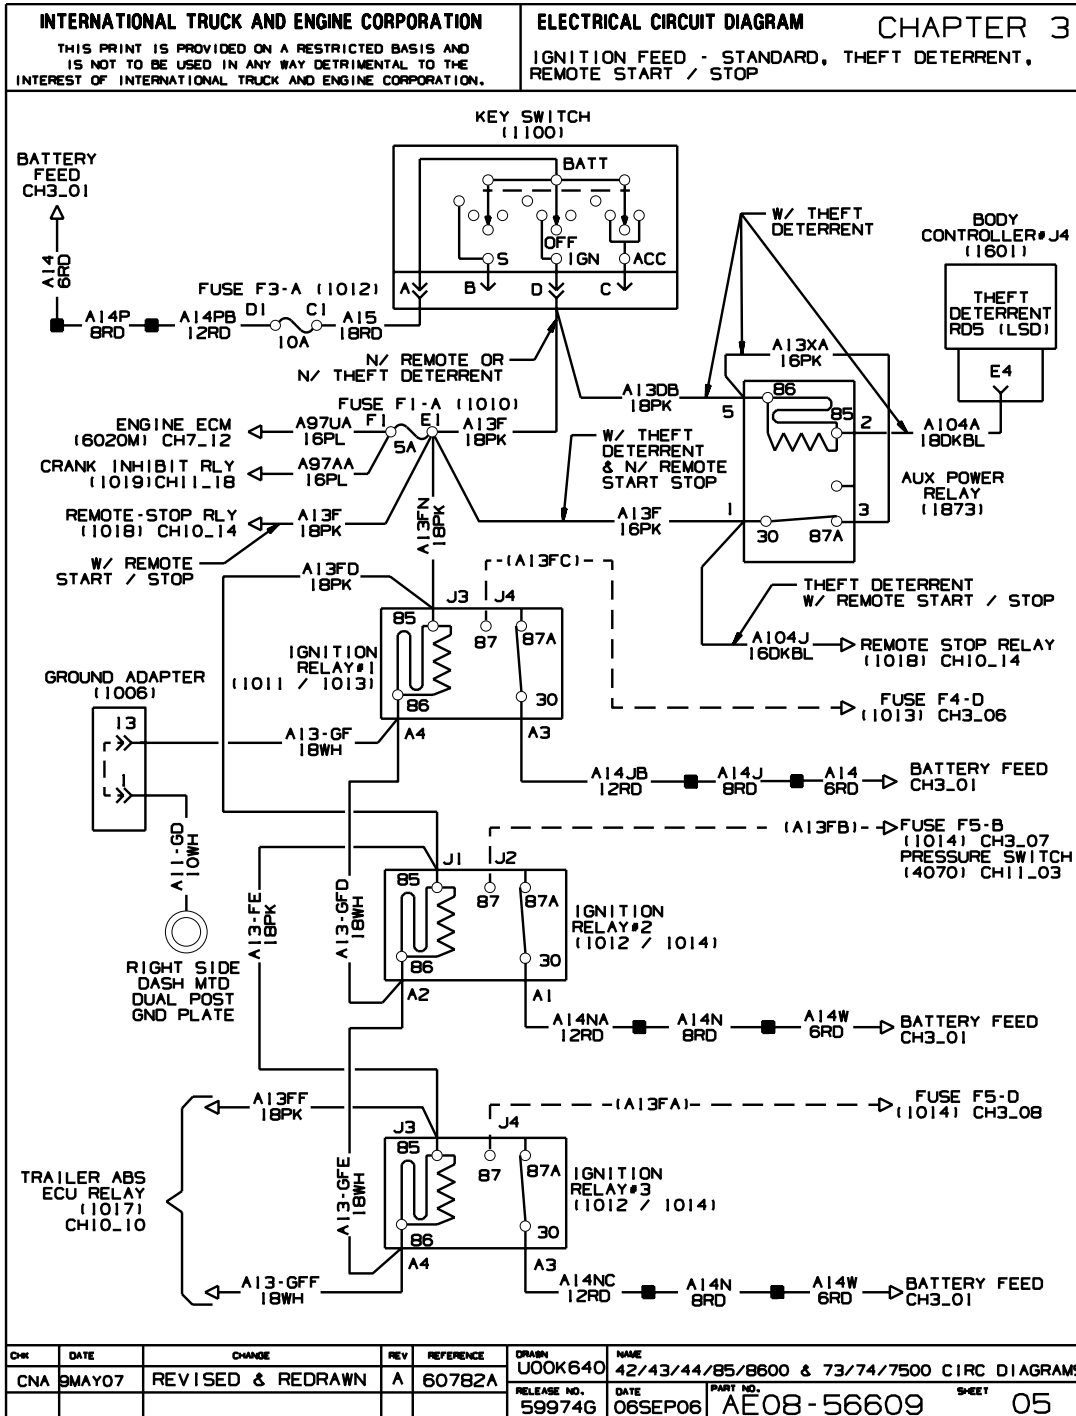 INTERNATIONAL TRUCK AND ENGINE CORPORATION
THIS PRINT IS PROVIDED ON A RESTRICTED BASIS AND
IS NOT TO BE USED IN ANY WAY DETRIMENTAL TO THE
INTEREST OF INTERNATIONAL TRUCK AND ENGINE CORPORATION.
ELECTRICAL CIRCUIT DIAGRAM
CHAPTER 3
IGNITION FEED - STANDARD, THEFT DETERRENT,
REMOTE START / STOP
KEY SWITCH
(1100)
BATT
OFF
S
IGN
ACC
A
B
D
C
BATTERY
FEED
CH3_01
A14
6RD
A14P
8RD
A14PB
12RD
FUSE F3-A (1012)
D1
C1
10A
A15
18RD
N/ REMOTE OR
N/ THEFT DETERRENT
W/ THEFT
DETERRENT
BODY
CONTROLLER#J4
(1601)
THEFT
DETERRENT
RD5 (LSD)
E4
A13XA
16PK
A13DB
18PK
5
86
85
2
A104A
18DKBL
AUX POWER
RELAY
(1873)
1
30
87A
3
ENGINE ECM
(6020M) CH7_12
A97UA
16PL
FUSE F1-A (1010)
F1
E1
5A
A13F
18PK
CRANK INHIBIT RLY
(1019)CH11_18
A97AA
16PL
REMOTE-STOP RLY
(1018) CH10_14
A13F
18PK
W/ REMOTE
START / STOP
A13FN
18PK
W/ THEFT
DETERRENT
& N/ REMOTE
START STOP
A13F
16PK
THEFT DETERRENT
W/ REMOTE START / STOP
A104J
16DKBL
REMOTE STOP RELAY
(1018) CH10_14
A13FD
18PK
(A13FC)
J3
J4
85
87
87A
IGNITION
RELAY#1
(1011 / 1013)
86
30
A4
A3
FUSE F4-D
(1013) CH3_06
GROUND ADAPTER
(1006)
13
1
A13-GF
18WH
A11-GD
10WH
RIGHT SIDE
DASH MTD
DUAL POST
GND PLATE
A14JB
12RD
A14J
8RD
A14
6RD
BATTERY FEED
CH3_01
(A13FB)
FUSE F5-B
(1014) CH3_07
PRESSURE SWITCH
(4070) CH11_03
A13-FE
18PK
A13-GFD
18WH
J1
J2
85
87
87A
IGNITION
RELAY#2
(1012 / 1014)
86
30
A2
A1
A14NA
12RD
A14N
8RD
A14W
6RD
BATTERY FEED
CH3_01
A13FF
18PK
(A13FA)
FUSE F5-D
(1014) CH3_08
TRAILER ABS
ECU RELAY
(1017)
CH10_10
A13-GFE
18WH
J3
J4
85
87
87A
IGNITION
RELAY#3
(1012 / 1014)
86
30
A4
A3
A13-GFF
18WH
A14NC
12RD
A14N
8RD
A14W
6RD
BATTERY FEED
CH3_01
CHK DATE CHANGE REV REFERENCE
CNA 9MAY07 REVISED & REDRAWN A 60782A
DRAWN
U00K640
NAME
42/43/44/85/8600 & 73/74/7500 CIRC DIAGRAMS
RELEASE NO.
59974G
DATE
06SEP06
PART NO.
AE08-56609
SHEET
05